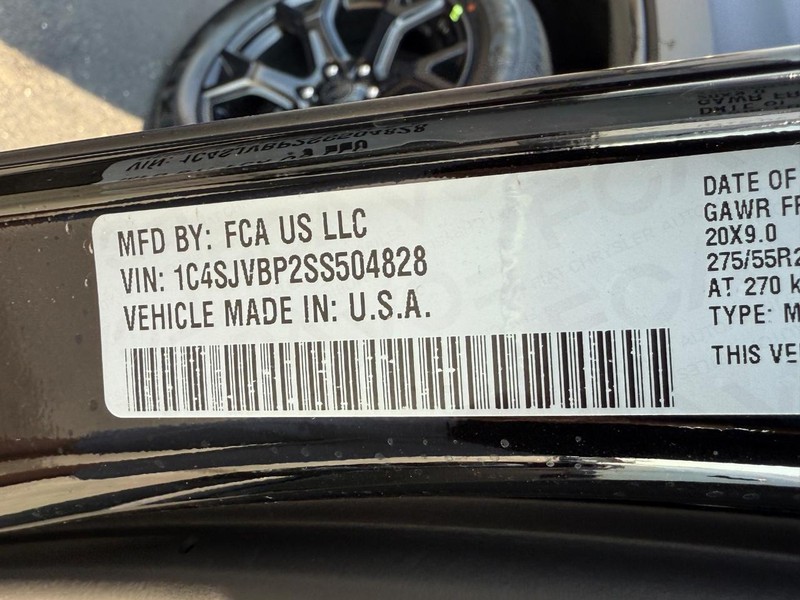 MFD BY: FCA US LLC
VIN: 1C4SJVBP2SS504828
VEHICLE MADE IN: U.S.A.
DATE OF
GAWR FR
20X9.0
275/55R2
AT 270 k
TYPE: M
THIS VE